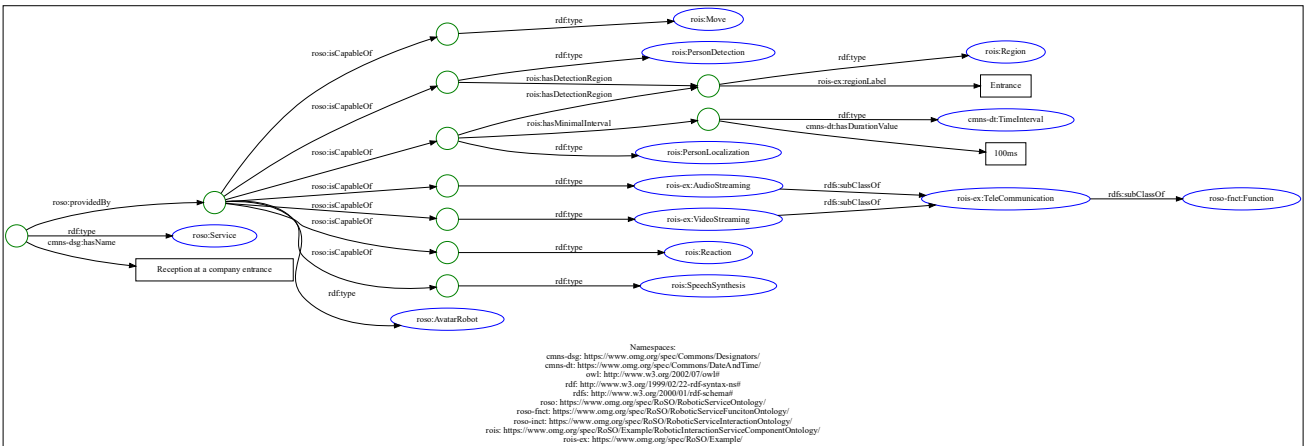 rdf:type
rois:Move
roso:isCapableOf
rdf:type
rois:PersonDetection
rdf:type
rois:Region
rois:hasDetectionRegion
rois-ex:regionLabel
Entrance
rois:hasDetectionRegion
roso:isCapableOf
rdf:type
cmns-dt:TimeInterval
rois:hasMinimalInterval
cmns-dt:hasDurationValue
roso:isCapableOf
rdf:type
rois:PersonLocalization
100ms
roso:isCapableOf
rdf:type
rois-ex:AudioStreaming
rdfs:subClassOf
roso:providedBy
roso:isCapableOf
rdf:type
rois-ex:VideoStreaming
rdfs:subClassOf
rois-ex:TeleCommunication
rdfs:subClassOf
roso-fnct:Function
rdf:type
roso:Service
cmns-dsg:hasName
roso:isCapableOf
rdf:type
rois:Reaction
Reception at a company entrance
roso:isCapableOf
rdf:type
rois:SpeechSynthesis
rdf:type
roso:AvatarRobot
Namespaces:
cmns-dsg: https://www.omg.org/spec/Commons/Designators/
cmns-dt: https://www.omg.org/spec/Commons/DateAndTime/
owl: http://www.w3.org/2002/07/owl#
rdf: http://www.w3.org/1999/02/22-rdf-syntax-ns#
rdfs: http://www.w3.org/2000/01/rdf-schema#
roso: https://www.omg.org/spec/RoSO/RoboticServiceOntology/
roso-fnct: https://www.omg.org/spec/RoSO/RoboticServiceFuncitonOntology/
roso-inct: https://www.omg.org/spec/RoSO/RoboticServiceInteractionOntology/
rois: https://www.omg.org/spec/RoSO/Example/RoboticInteractionServiceComponentOntology/
rois-ex: https://www.omg.org/spec/RoSO/Example/